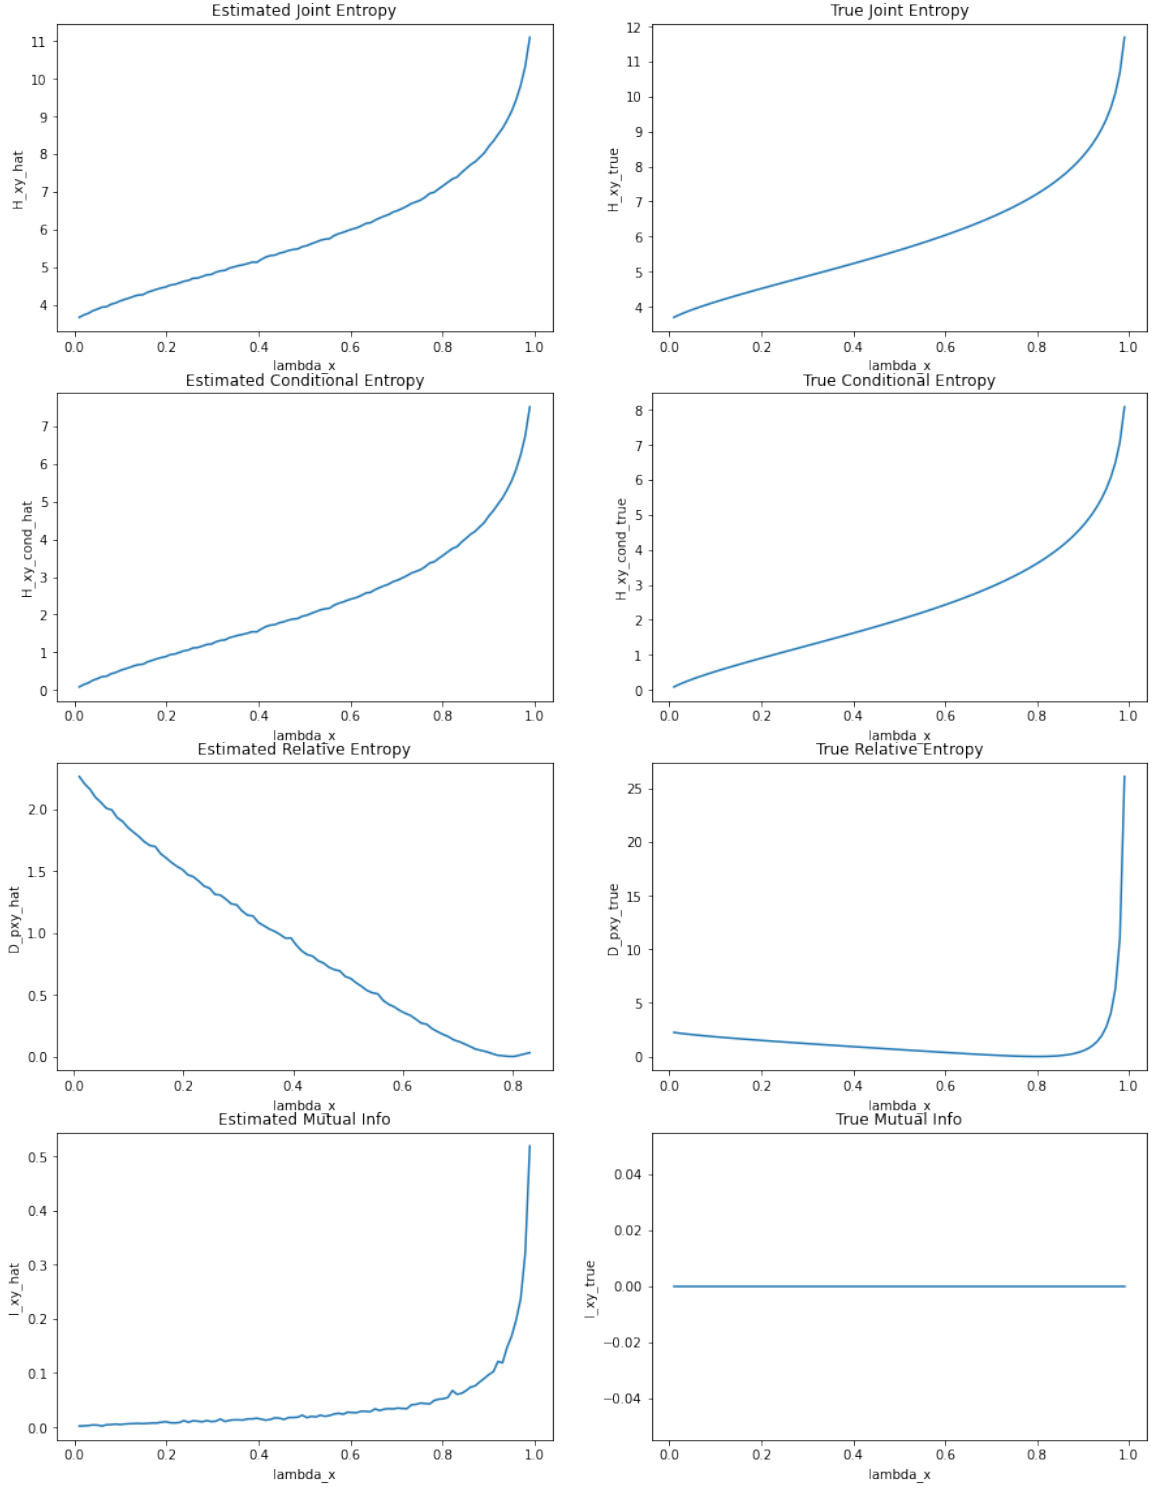 Estimated Joint Entropy
H_xy_hat
11
10
9
8
7
6
5
4
0.0 0.2 0.4 0.6 0.8 1.0
lambda_x
True Joint Entropy
H_xy_true
12
11
10
9
8
7
6
5
4
0.0 0.2 0.4 0.6 0.8 1.0
lambda_x
Estimated Conditional Entropy
H_xy_cond_hat
7
6
5
4
3
2
1
0
0.0 0.2 0.4 0.6 0.8 1.0
lambda_x
True Conditional Entropy
H_xy_cond_true
8
7
6
5
4
3
2
1
0
0.0 0.2 0.4 0.6 0.8 1.0
lambda_x
Estimated Relative Entropy
D_pxy_hat
2.0
1.5
1.0
0.5
0.0
0.0 0.2 0.4 0.6 0.8
lambda_x
True Relative Entropy
D_pxy_true
25
20
15
10
5
0
0.0 0.2 0.4 0.6 0.8 1.0
lambda_x
Estimated Mutual Info
I_xy_hat
0.5
0.4
0.3
0.2
0.1
0.0
0.0 0.2 0.4 0.6 0.8 1.0
lambda_x
True Mutual Info
I_xy_true
0.04
0.02
0.00
−0.02
−0.04
0.0 0.2 0.4 0.6 0.8 1.0
lambda_x